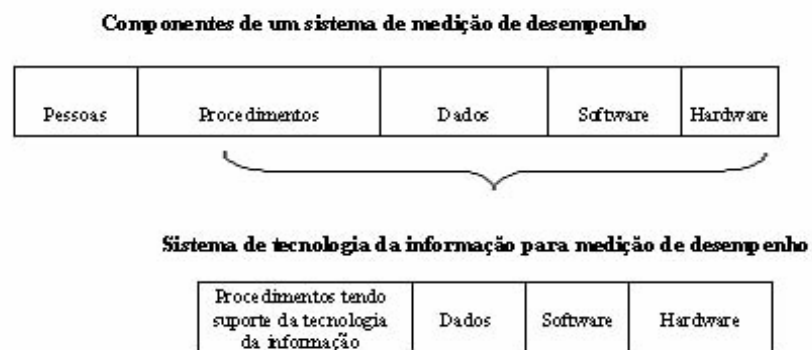 Componentes de um sistema de medição de desempenho
Pessoas Procedimentos Dados Software Hardware
Sistema de tecnologia da informação para medição de desempenho
Procedimentos tendo
suporte da tecnologia
da informação
Dados Software Hardware